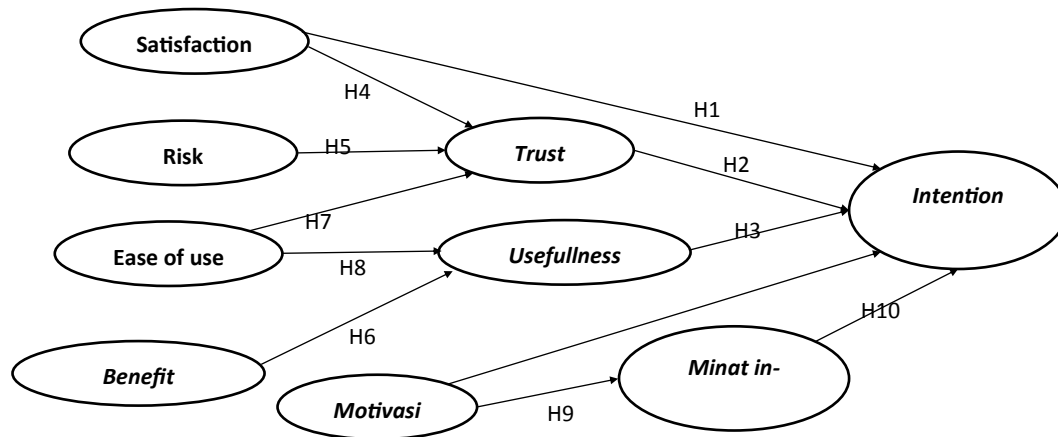 Satisfaction
H4
H1
Risk
H5
Trust
H2
Intention
H7
Ease of use
H8
Usefullness
H3
Benefit
H6
Motivasi
H9
Minat in-
H10